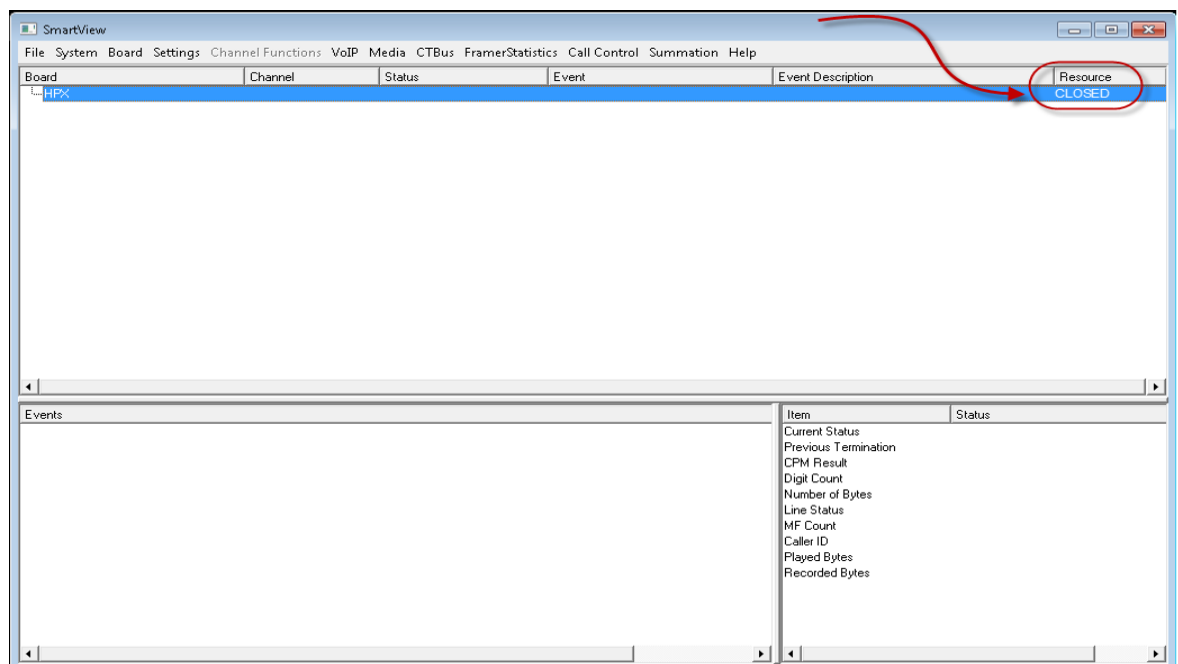 SmartView
File System Board Settings Channel Functions VoIP Media CTBus FramerStatistics Call Control Summation Help
Board Channel Status Event Event Description Resource
HPX CLOSED
Events
Item Status
Current Status
Previous Termination
CPM Result
Digit Count
Number of Bytes
Line Status
MF Count
Caller ID
Played Bytes
Recorded Bytes